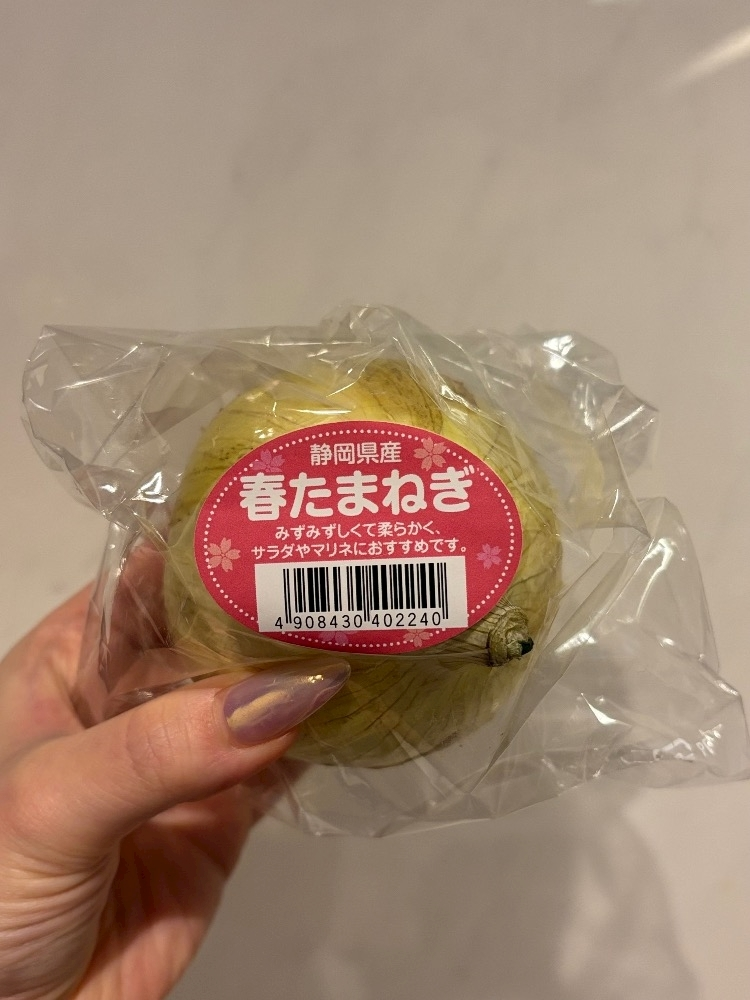 静岡県産
春たまねぎ
みずみずしくて柔らかく、
サラダやマリネにおすすめです。
4 908430 402240